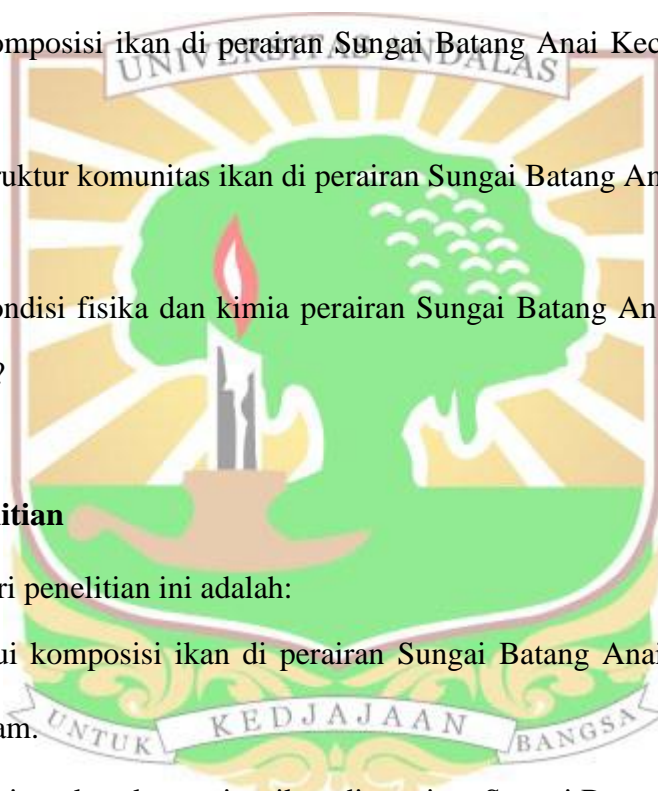 omposisi ikan di perairan Sungai Batang Anai Kec
UNIVERSITAS ANDALAS
ruktur komunitas ikan di perairan Sungai Batang An
ondisi fisika dan kimia perairan Sungai Batang An
?
itian
ri penelitian ini adalah:
ui komposisi ikan di perairan Sungai Batang Anai
am.
UNTUK KEDJAJAAN BANGSA